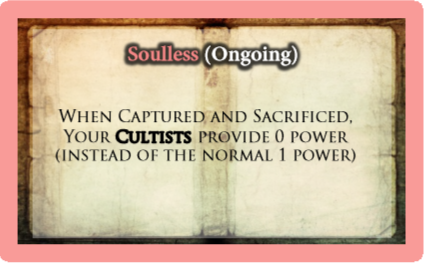 Soulless (Ongoing)
When Captured and Sacrificed,
Your Cultists provide 0 power
(instead of the normal 1 power)